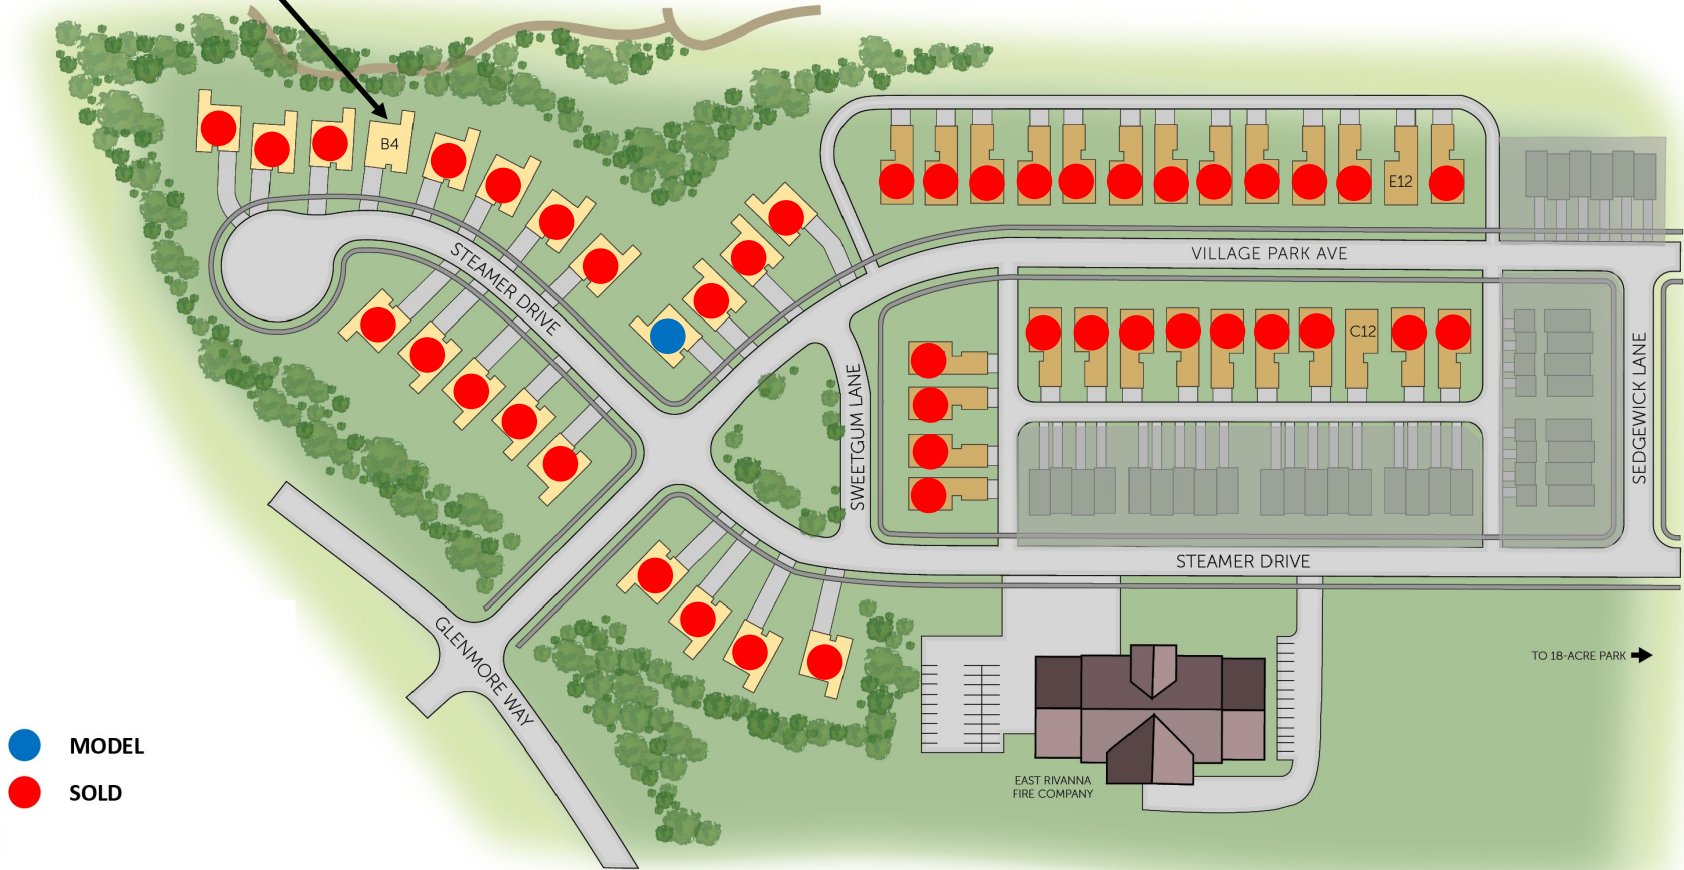 B4
E12
VILLAGE PARK AVE
STEAMER DRIVE
C12
SWEETGUM LANE
SEDGEWICK LANE
STEAMER DRIVE
GLENMORE WAY
TO 18-ACRE PARK
MODEL
SOLD
EAST RIVANNA
FIRE COMPANY